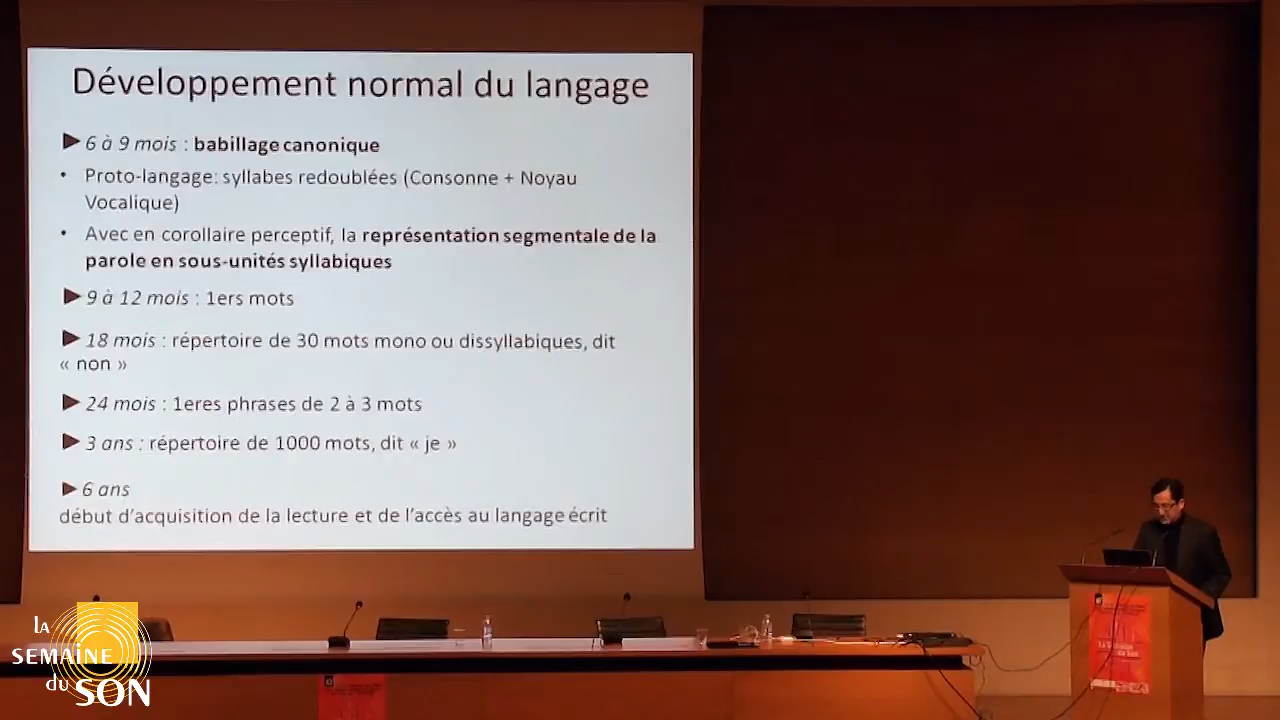 Développement normal du langage
▶ 6 à 9 mois : babillage canonique
• Proto-langage: syllabes redoublées (Consonne + Noyau
Vocalique)
• Avec en corollaire perceptif, la représentation segmentale de la
parole en sous-unités syllabiques
▶ 9 à 12 mois : 1ers mots
▶ 18 mois : répertoire de 30 mots mono ou dissyllabiques, dit
« non »
▶ 24 mois : 1eres phrases de 2 à 3 mots
▶ 3 ans : répertoire de 1000 mots, dit « je »
▶ 6 ans
début d’acquisition de la lecture et de l’accès au langage écrit
LA
SEMAINE
du SON